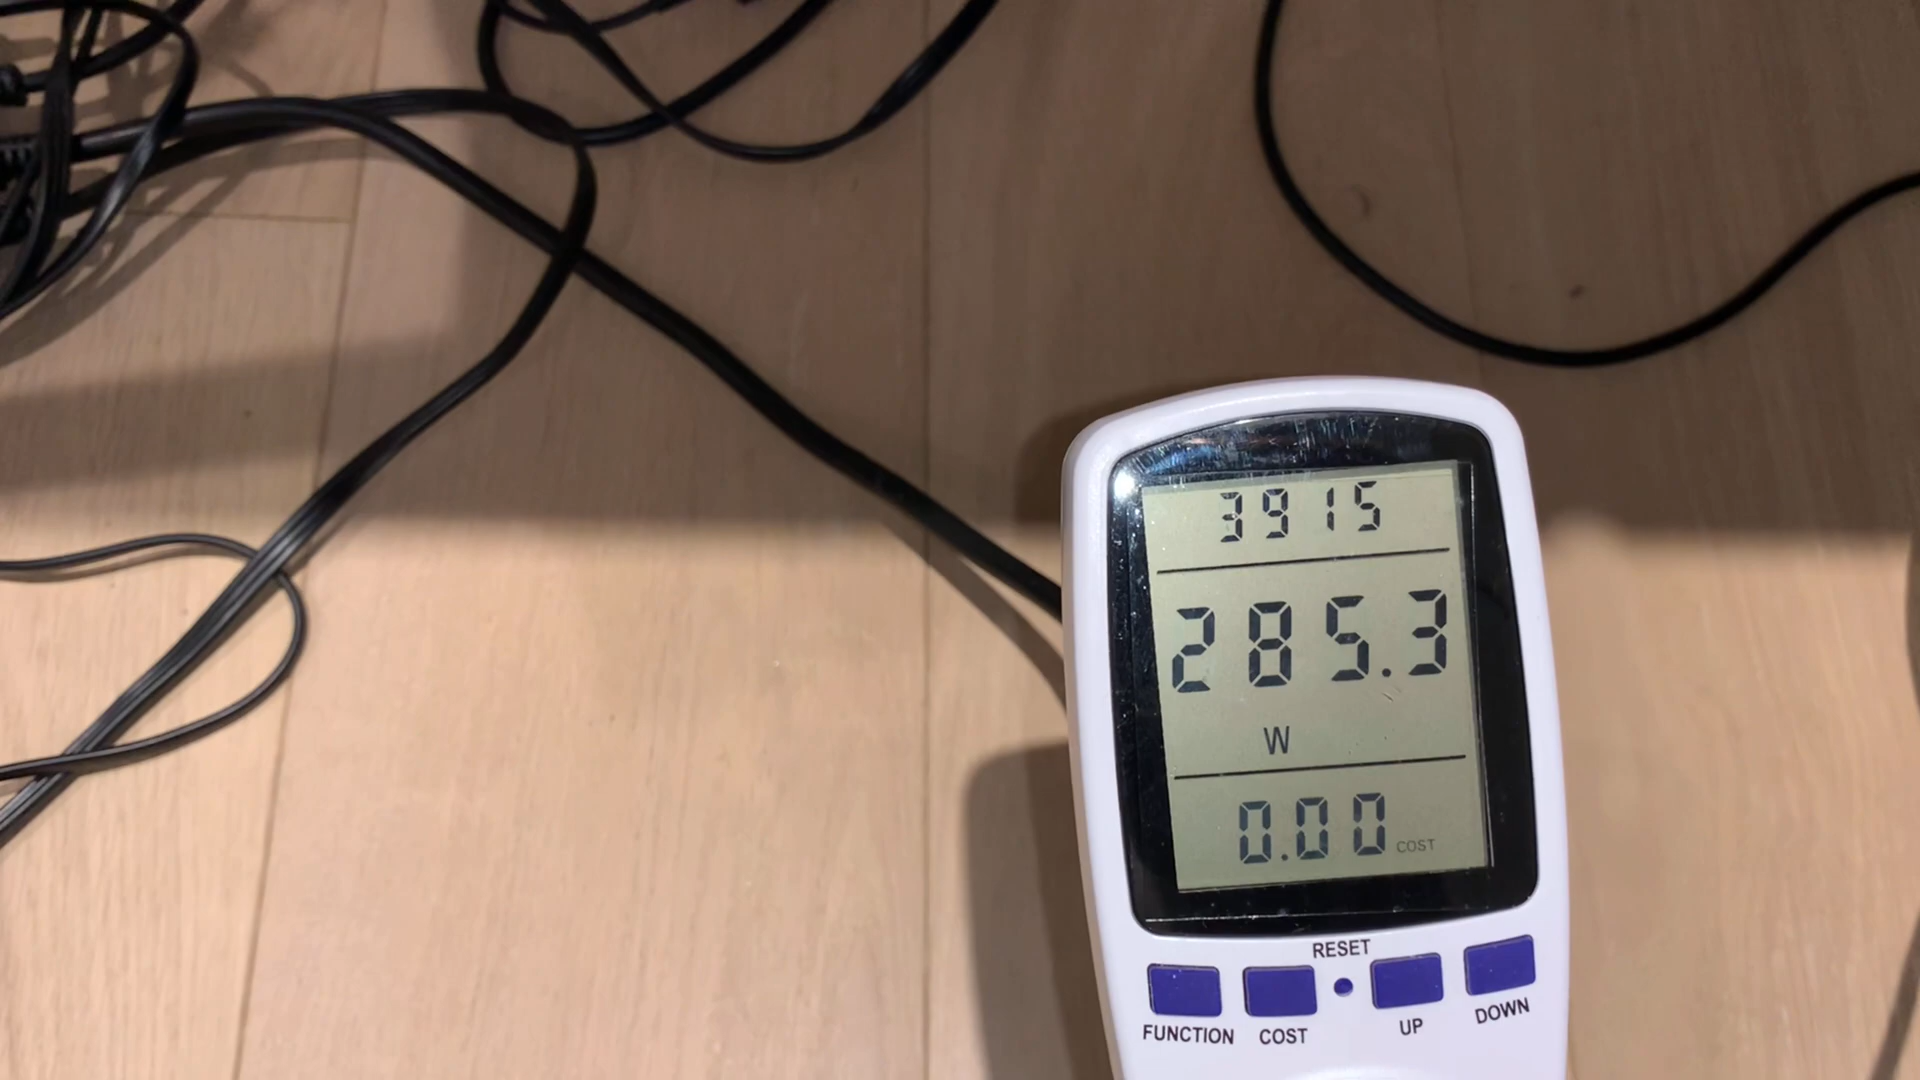 3915
285.3
W
0.00 COST
RESET
FUNCTION COST UP DOWN